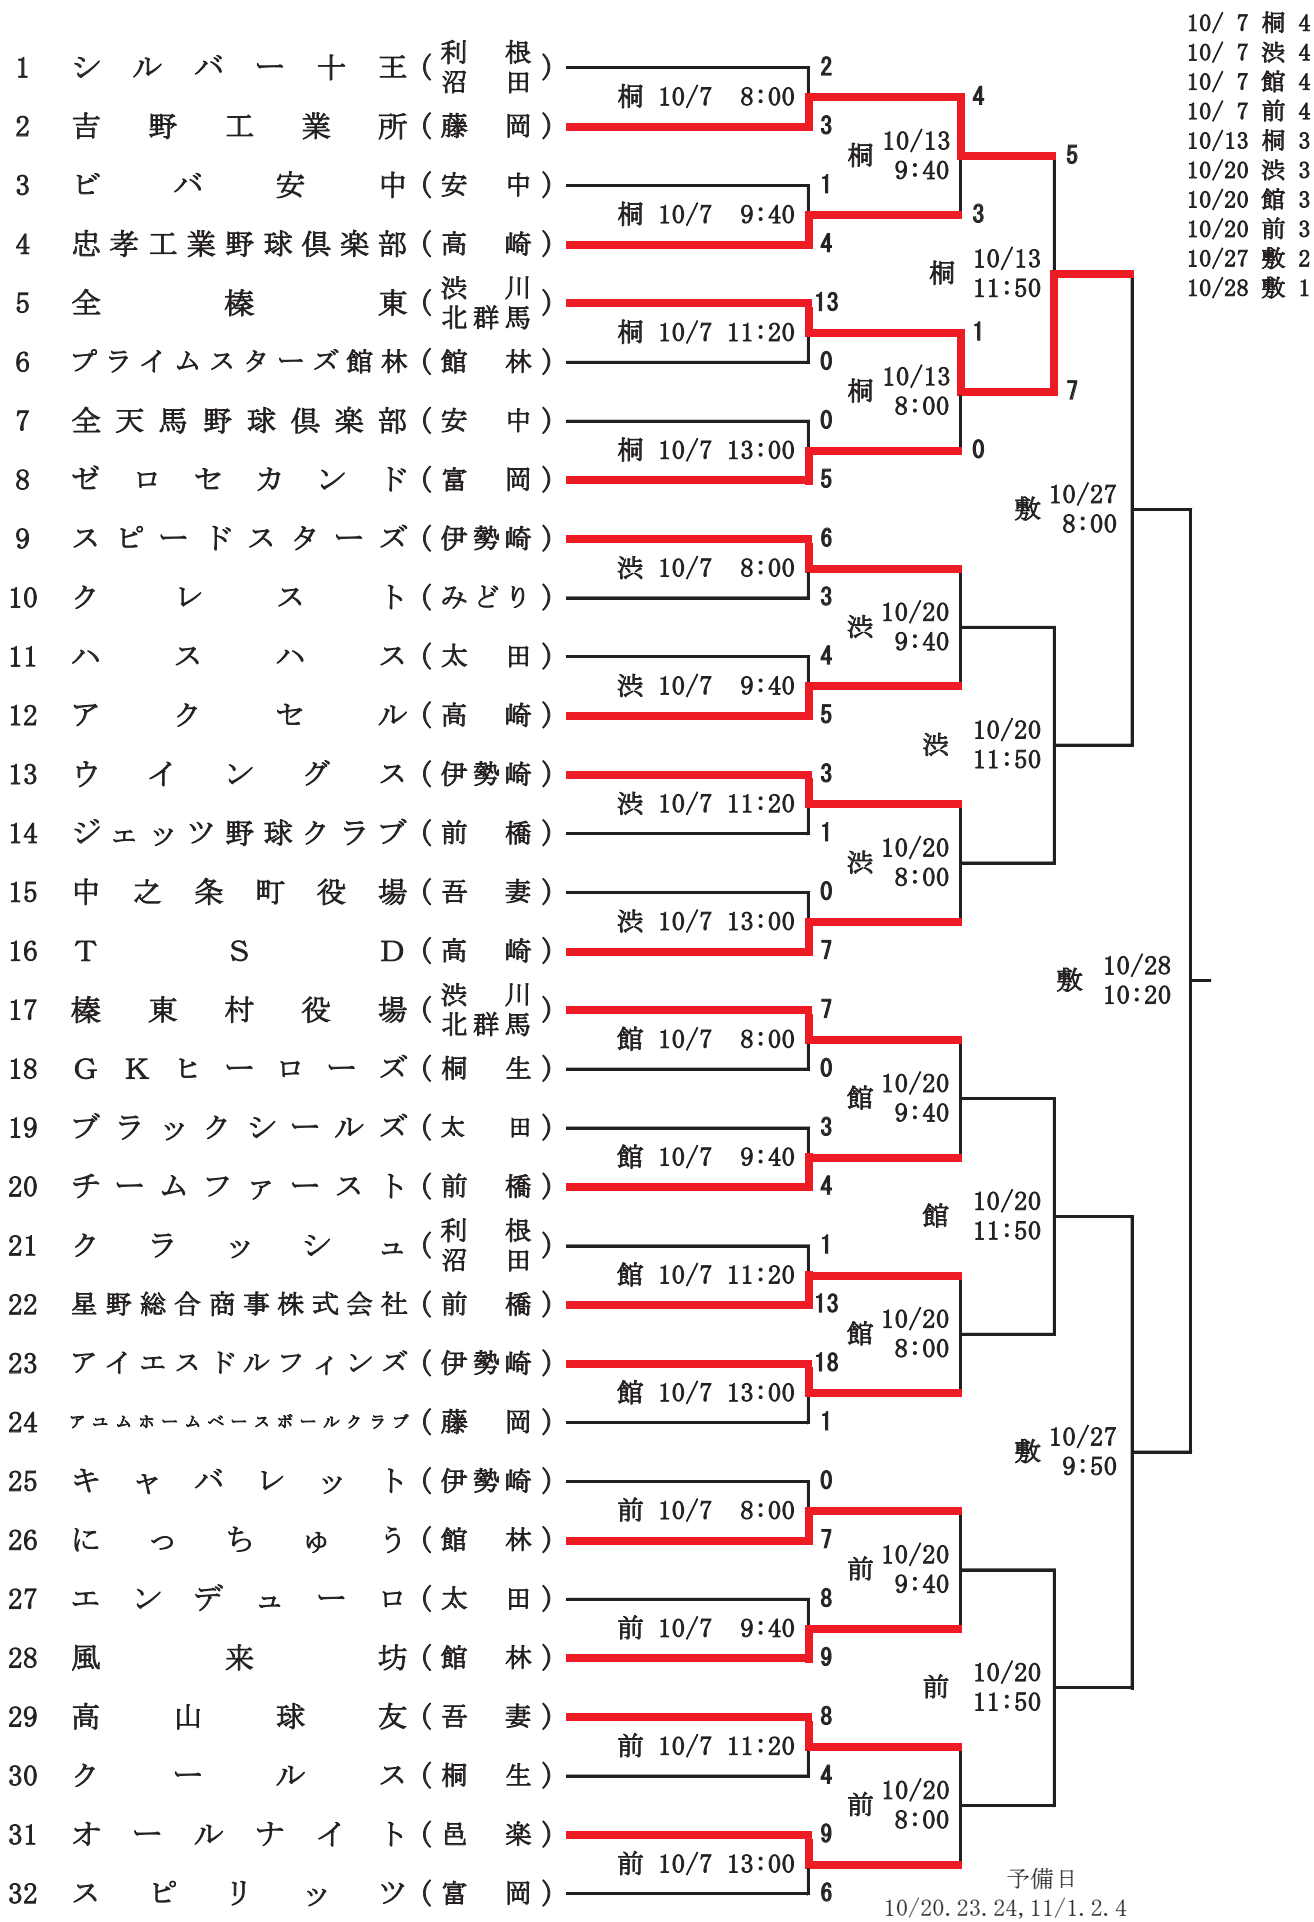 10/ 7 桐 4
10/ 7 渋 4
10/ 7 館 4
10/ 7 前 4
10/13 桐 3
10/20 渋 3
10/20 館 3
10/20 前 3
10/27 敷 2
10/28 敷 1
1 シルバー十王(利根沼田) 2
桐 10/7 8:00 4
2 吉野工業所(藤岡) 3
桐 10/13 9:40 5
3 ビバ安中(安中) 1
桐 10/7 9:40 3
4 忠孝工業野球倶楽部(高崎) 4
桐 10/13 11:50
5 全榛東(渋川北群馬) 13
桐 10/7 11:20 1
6 プライムスターズ館林(館林) 0
桐 10/13 8:00 7
7 全天馬野球倶楽部(安中) 0
桐 10/7 13:00 0
8 ゼロセカンド(富岡) 5
敷 10/27 8:00
9 スピードスターズ(伊勢崎) 6
渋 10/7 8:00
10 クレスト(みどり) 3
渋 10/20 9:40
11 ハスハス(太田) 4
渋 10/7 9:40
12 アクセル(高崎) 5
渋 10/20 11:50
13 ウイングス(伊勢崎) 3
渋 10/7 11:20
14 ジェッツ野球クラブ(前橋) 1
渋 10/20 8:00
15 中之条町役場(吾妻) 0
渋 10/7 13:00
16 TSD(高崎) 7
敷 10/28 10:20
17 榛東村役場(渋川北群馬) 7
館 10/7 8:00
18 GKヒーローズ(桐生) 0
館 10/20 9:40
19 ブラックシールズ(太田) 3
館 10/7 9:40
20 チームファースト(前橋) 4
館 10/20 11:50
21 クラッシュ(利根沼田) 1
館 10/7 11:20
22 星野総合商事株式会社(前橋) 13
館 10/20 8:00
23 アイエスドルフィンズ(伊勢崎) 18
館 10/7 13:00
24 アユムホームベースボールクラブ(藤岡) 1
敷 10/27 9:50
25 キャバレット(伊勢崎) 0
前 10/7 8:00
26 にっちゅう(館林) 7
前 10/20 9:40
27 エンデューロ(太田) 8
前 10/7 9:40
28 風来坊(館林) 9
前 10/20 11:50
29 高山球友(吾妻) 8
前 10/7 11:20
30 クールス(桐生) 4
前 10/20 8:00
31 オールナイト(邑楽) 9
前 10/7 13:00
32 スピリッツ(富岡) 6
予備日
10/20.23.24,11/1.2.4